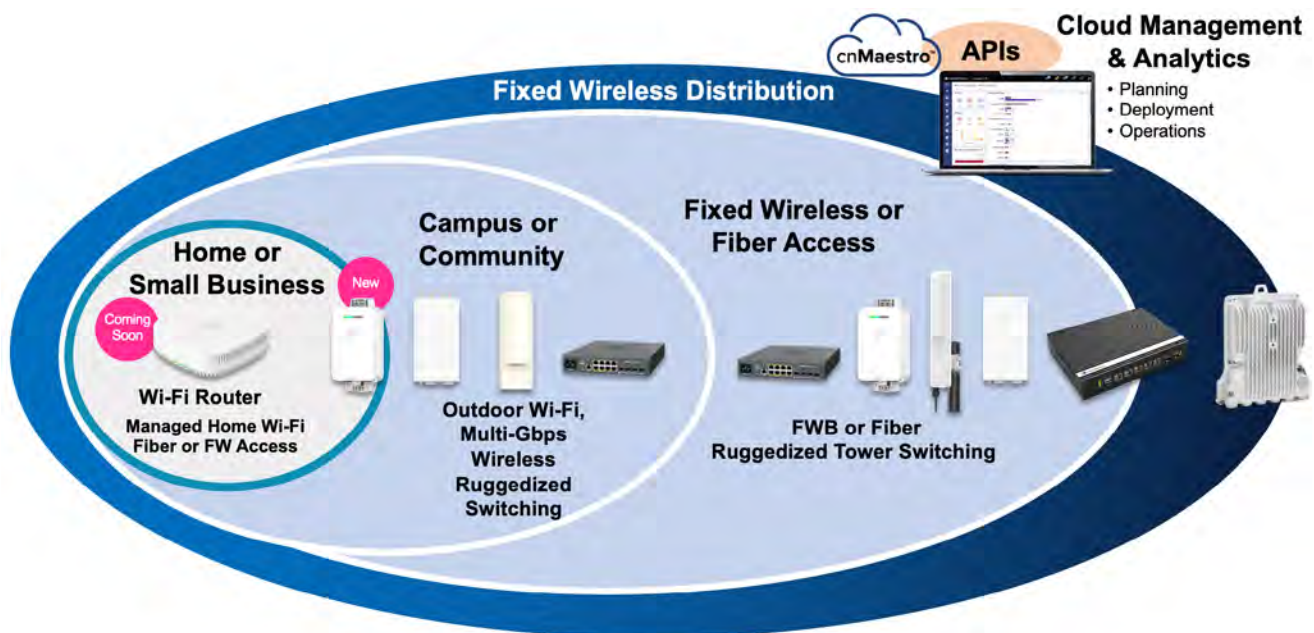 cnMaestro™
APIs
Cloud Management
& Analytics
• Planning
• Deployment
• Operations
Fixed Wireless Distribution
Fixed Wireless or
Fiber Access
Campus or
Community
Home or
Small Business
New
Coming
Soon
Wi-Fi Router
Managed Home Wi-Fi
Fiber or FW Access
Outdoor Wi-Fi,
Multi-Gbps
Wireless
Ruggedized
Switching
FWB or Fiber
Ruggedized Tower Switching